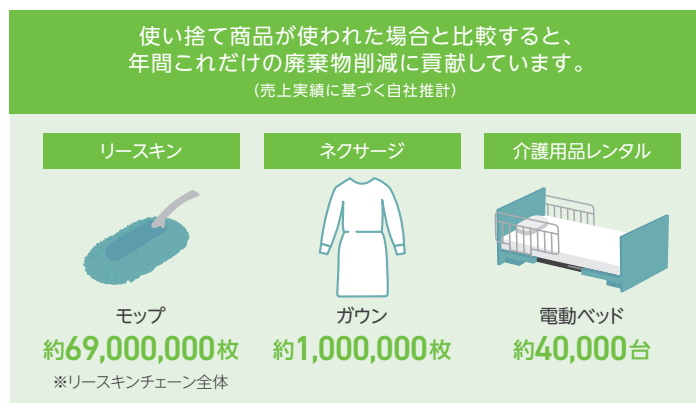 使い捨て商品が使われた場合と比較すると、
年間これだけの廃棄物削減に貢献しています。
(売上実績に基づく自社推計)
リースキン
ネクサージ
介護用品レンタル
モップ
ガウン
電動ベッド
約69,000,000枚
約1,000,000枚
約40,000台
※リースキンチェーン全体